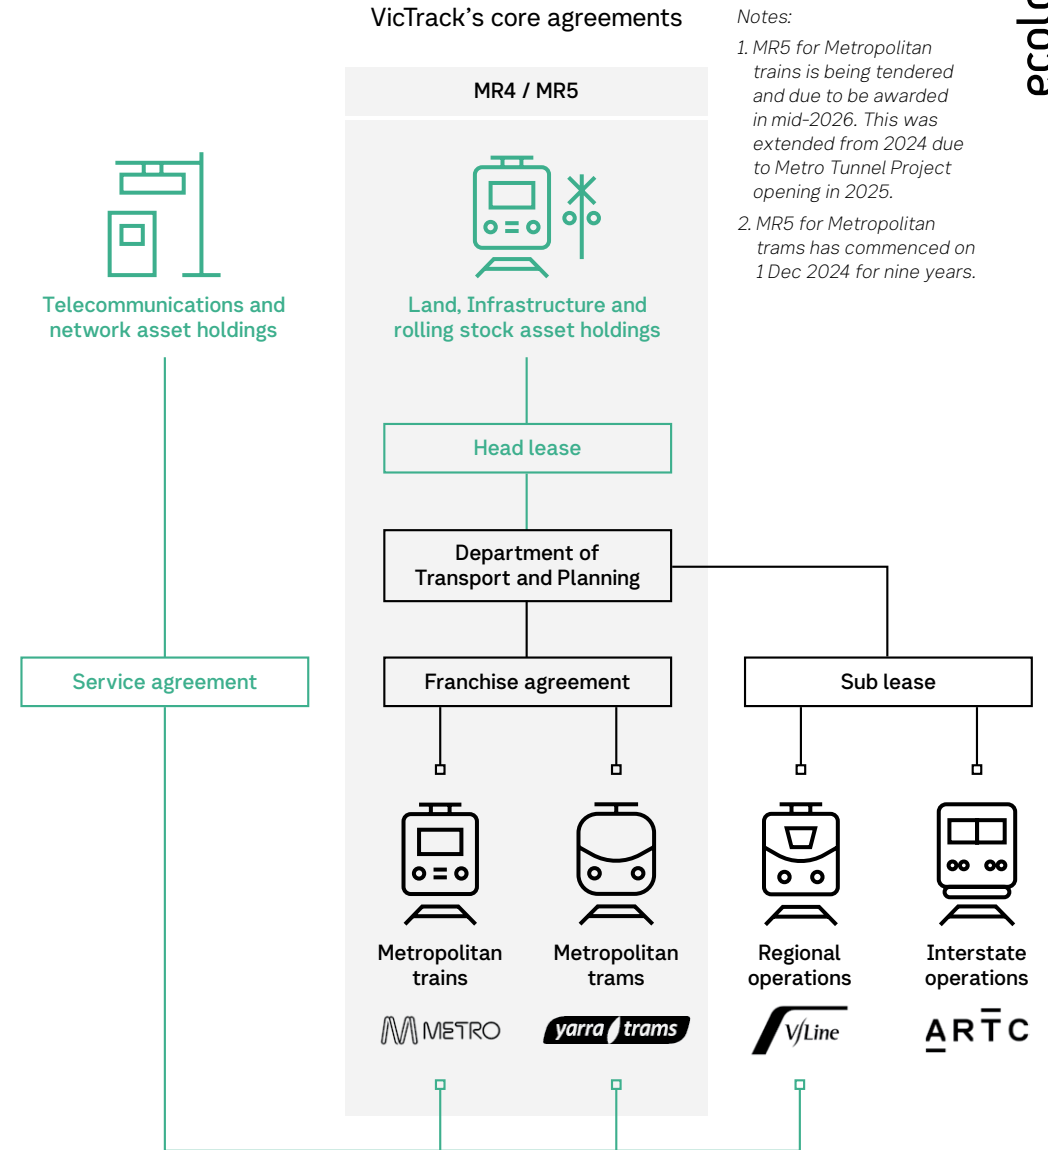 VicTrack's core agreements
Notes:
1. MR5 for Metropolitan
trains is being tendered
and due to be awarded
in mid-2026. This was
extended from 2024 due
to Metro Tunnel Project
opening in 2025.
2. MR5 for Metropolitan
trams has commenced on
1 Dec 2024 for nine years.
MR4 / MR5
Telecommunications and
network asset holdings
Land, Infrastructure and
rolling stock asset holdings
Head lease
Department of
Transport and Planning
Service agreement
Franchise agreement
Sub lease
Metropolitan
trains
Metropolitan
trams
Regional
operations
Interstate
operations
METRO
yarra trams
V/Line
ARTC